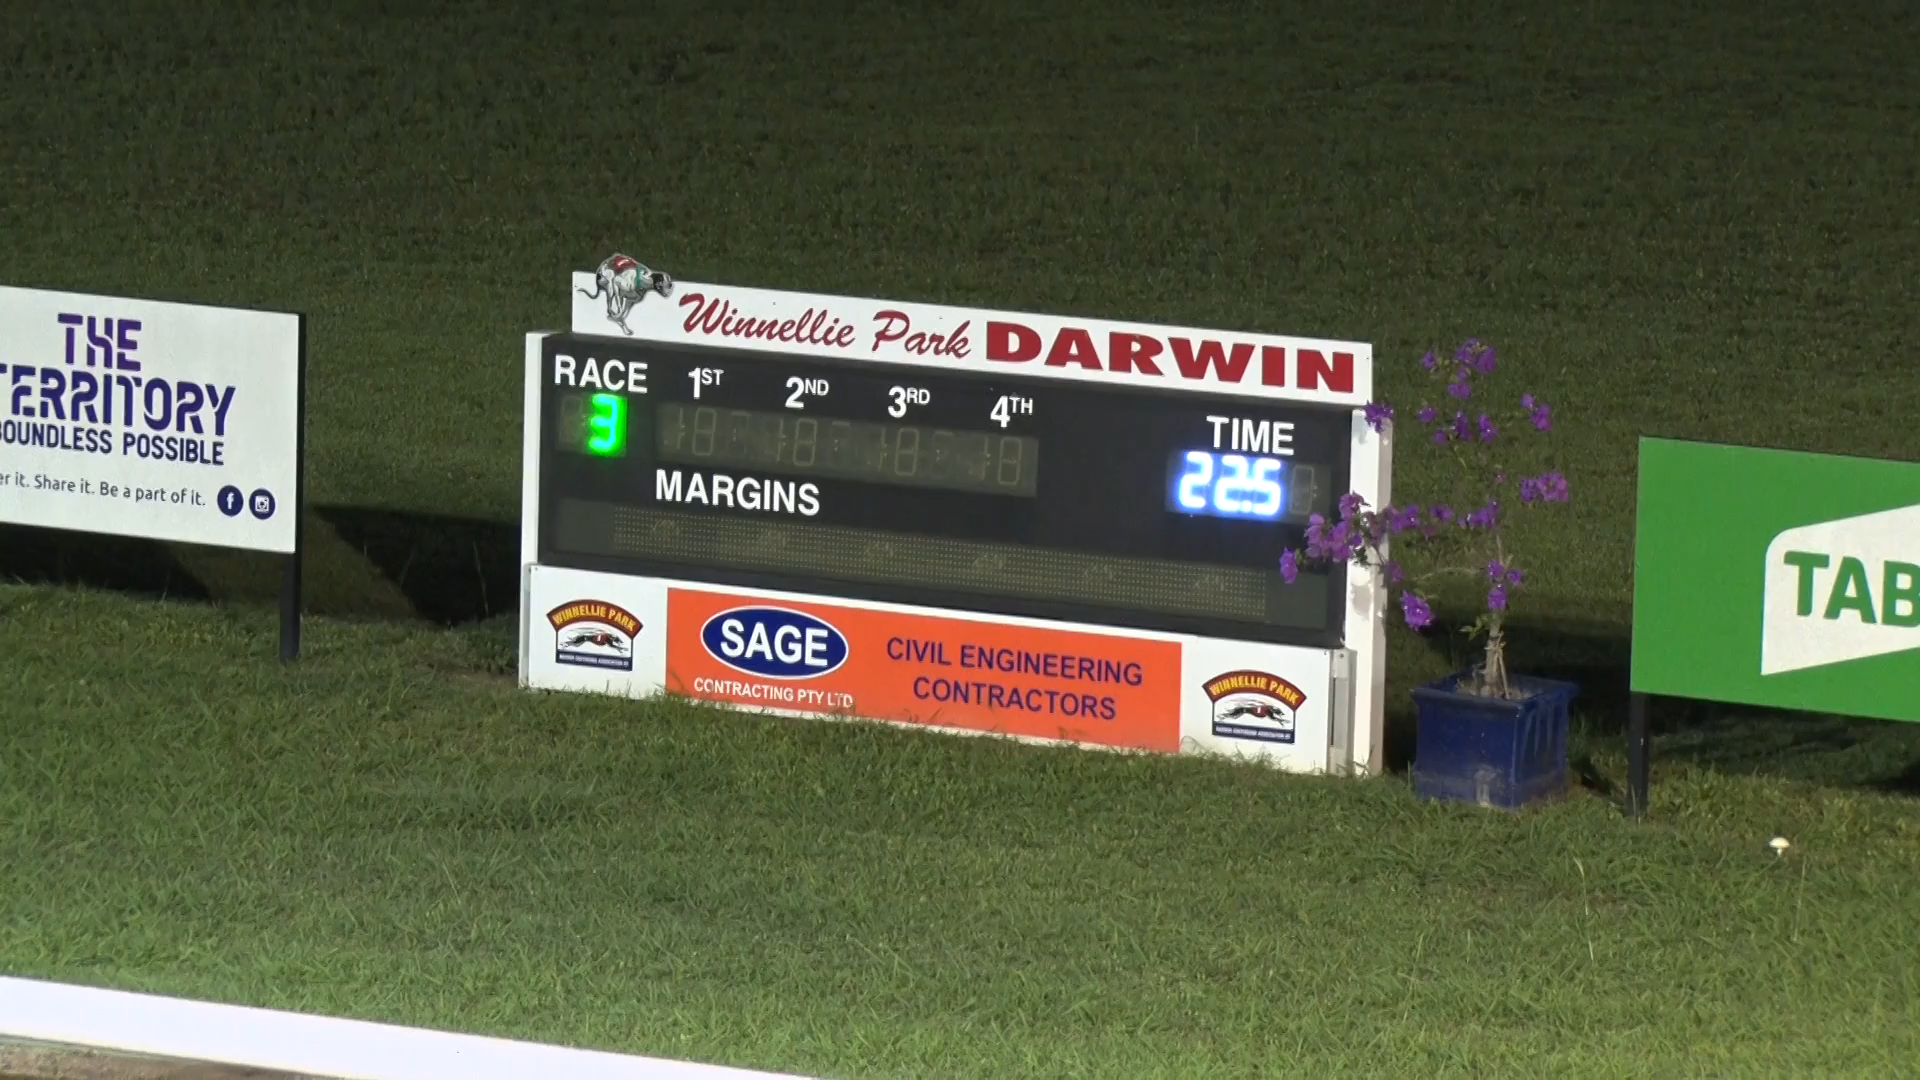 THE
TERRITORY
BOUNDLESS POSSIBLE
er it. Share it. Be a part of it.
Winnellie Park DARWIN
RACE 1ST 2ND 3RD 4TH TIME
3 22.5
MARGINS
WINNELLIE PARK
SAGE
CONTRACTING PTY LTD
CIVIL ENGINEERING
CONTRACTORS
WINNELLIE PARK
TAB